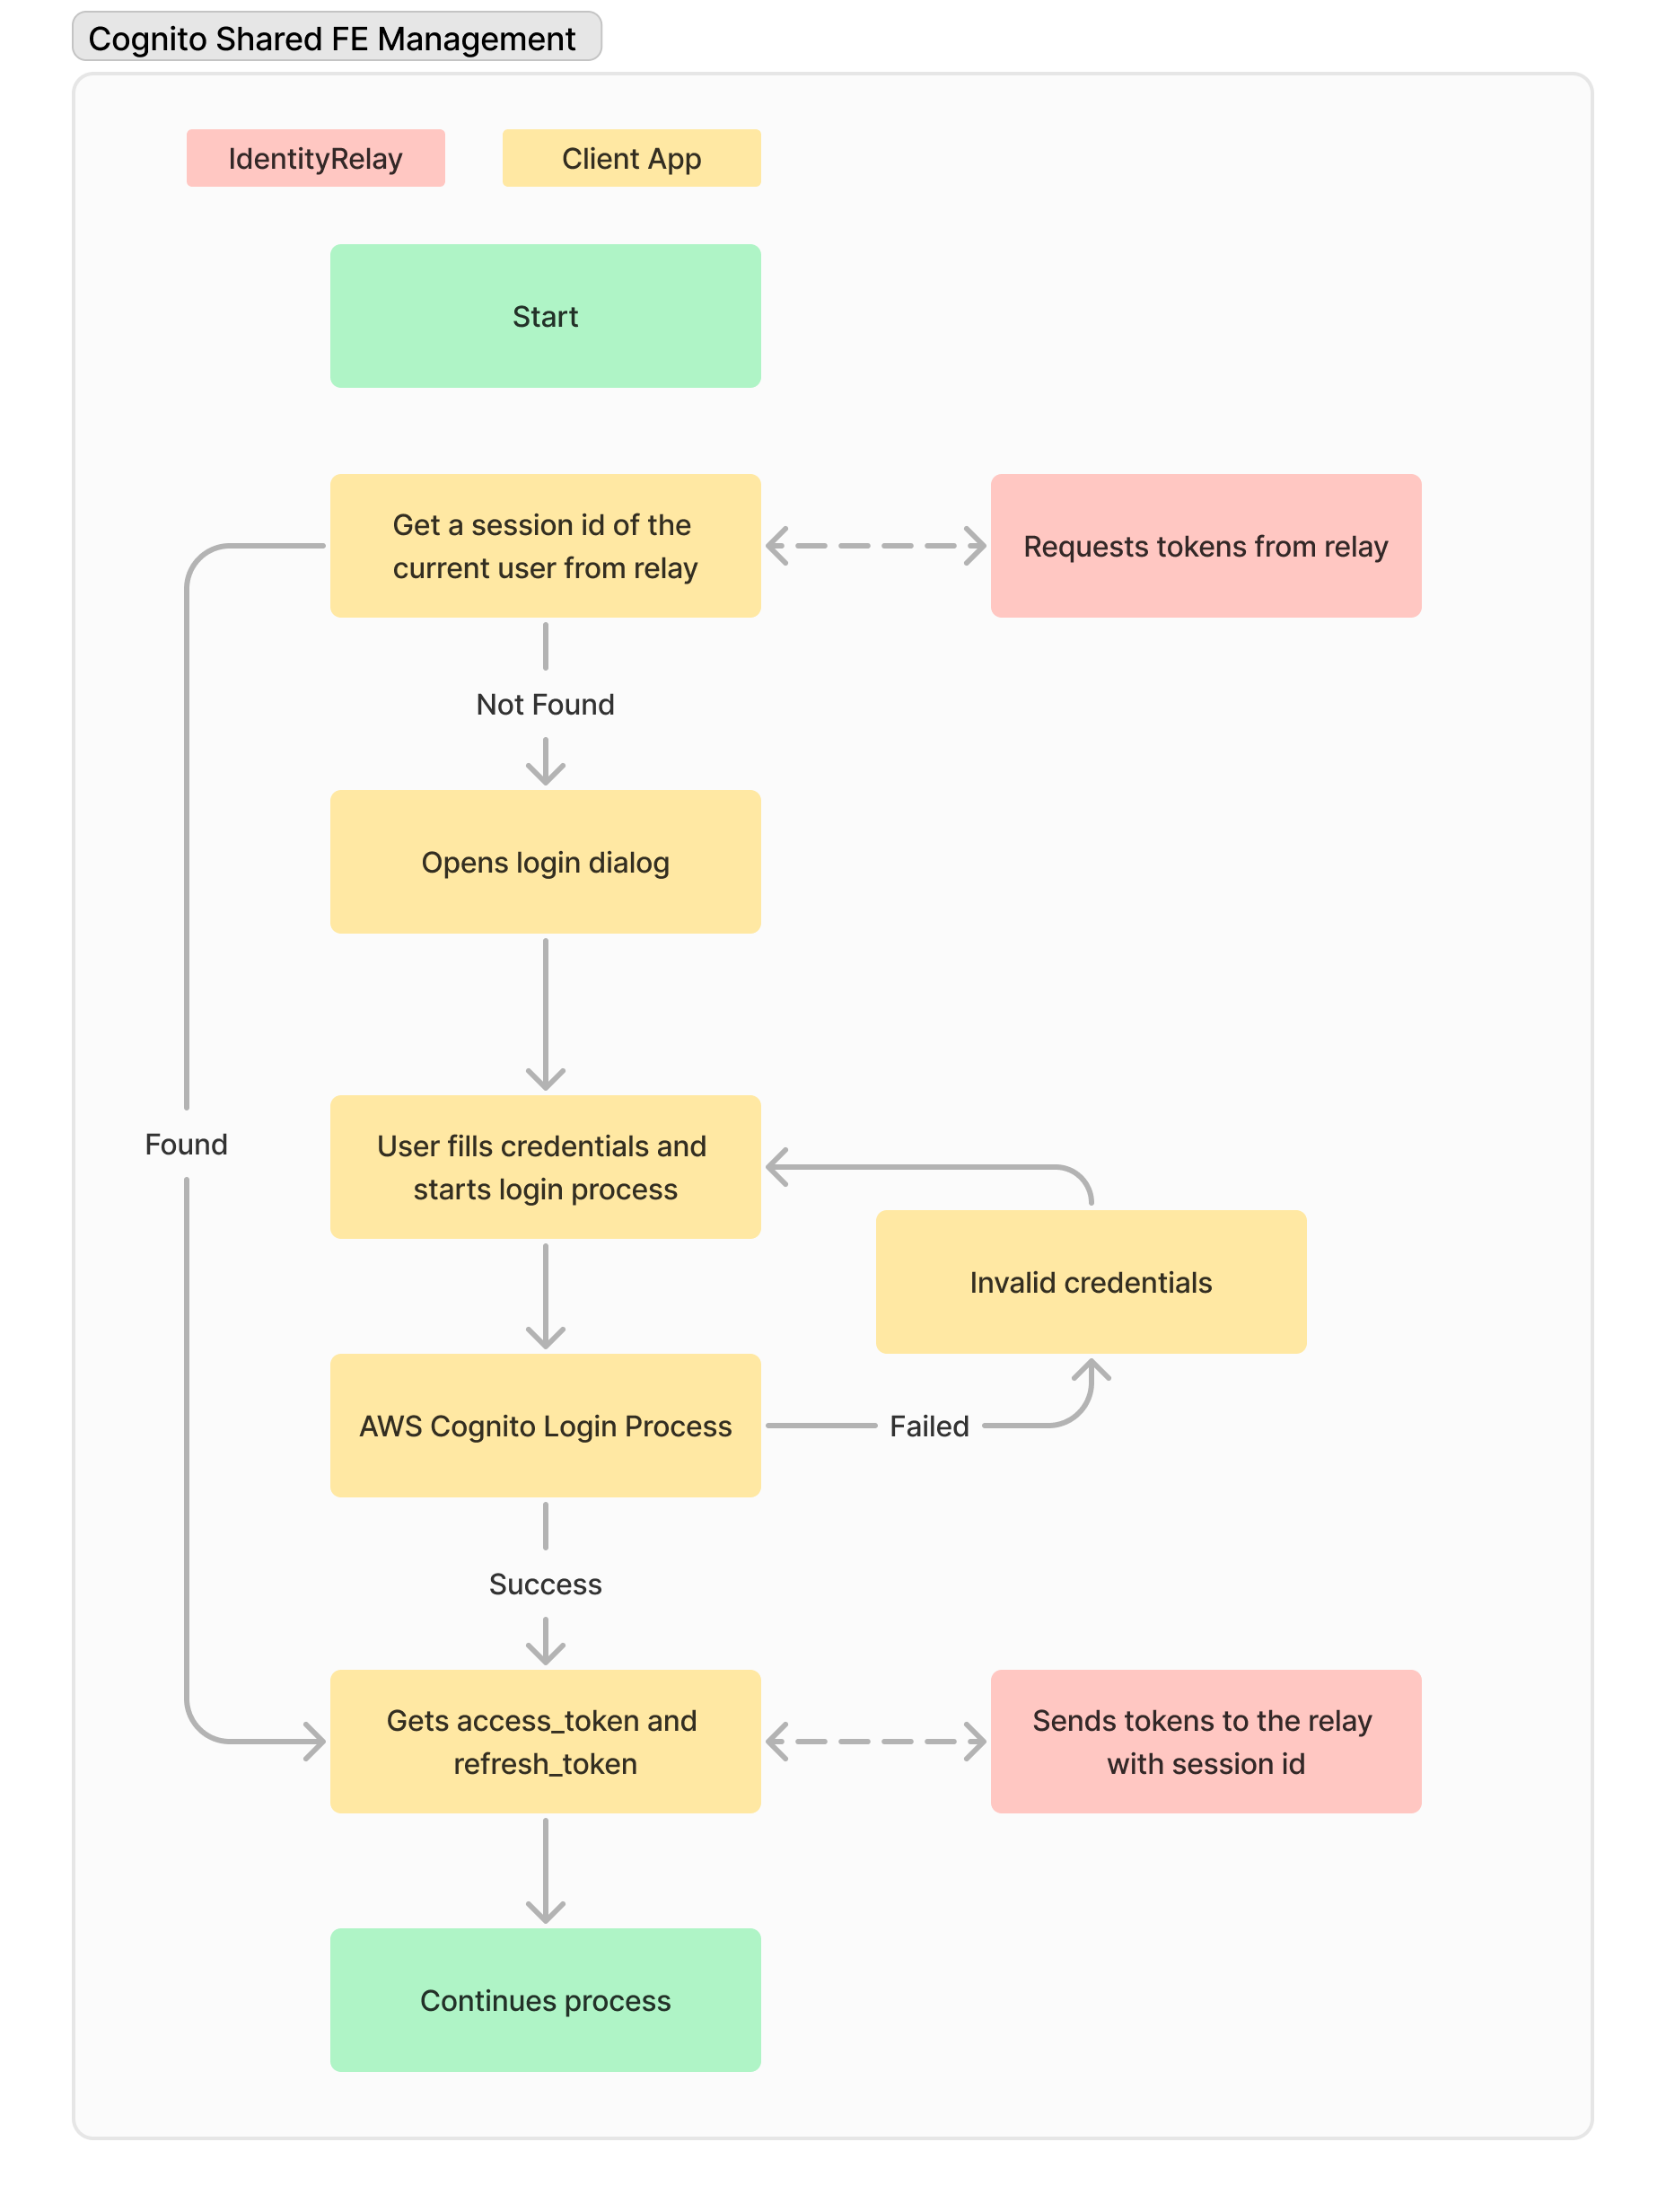 Cognito Shared FE Management
IdentityRelay
Client App
Start
Get a session id of the
current user from relay
Requests tokens from relay
Not Found
Opens login dialog
Found
User fills credentials and
starts login process
Invalid credentials
AWS Cognito Login Process
Failed
Success
Gets access_token and
refresh_token
Sends tokens to the relay
with session id
Continues process